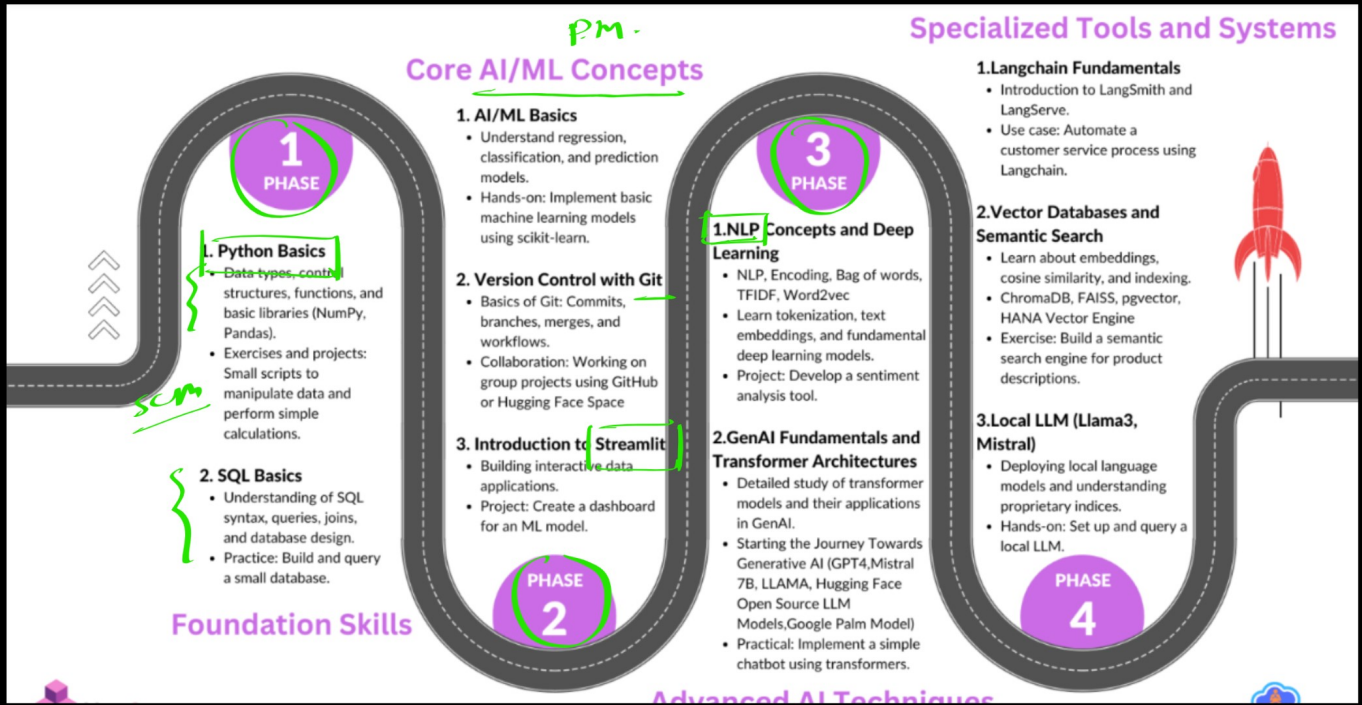 PM.
Specialized Tools and Systems
Core AI/ML Concepts
1
PHASE
1. Python Basics
• Data types, control
structures, functions, and
basic libraries (NumPy,
Pandas).
• Exercises and projects:
Small scripts to
manipulate data and
perform simple
calculations.
scm
2. SQL Basics
• Understanding of SQL
syntax, queries, joins,
and database design.
• Practice: Build and query
a small database.
Foundation Skills
1. AI/ML Basics
• Understand regression,
classification, and prediction
models.
• Hands-on: Implement basic
machine learning models
using scikit-learn.
2. Version Control with Git
• Basics of Git: Commits,
branches, merges, and
workflows.
• Collaboration: Working on
group projects using GitHub
or Hugging Face Space
3. Introduction to Streamlit
• Building interactive data
applications.
• Project: Create a dashboard
for an ML model.
PHASE
2
3
PHASE
1.NLP Concepts and Deep
Learning
• NLP, Encoding, Bag of words,
TFIDF, Word2vec
• Learn tokenization, text
embeddings, and fundamental
deep learning models.
• Project: Develop a sentiment
analysis tool.
2.GenAI Fundamentals and
Transformer Architectures
• Detailed study of transformer
models and their applications
in GenAI.
• Starting the Journey Towards
Generative AI (GPT4,Mistral
7B, LLAMA, Hugging Face
Open Source LLM
Models,Google Palm Model)
• Practical: Implement a simple
chatbot using transformers.
Advanced AI Techniques
1.Langchain Fundamentals
• Introduction to LangSmith and
LangServe.
• Use case: Automate a
customer service process using
Langchain.
2.Vector Databases and
Semantic Search
• Learn about embeddings,
cosine similarity, and indexing.
• ChromaDB, FAISS, pgvector,
HANA Vector Engine
• Exercise: Build a semantic
search engine for product
descriptions.
3.Local LLM (Llama3,
Mistral)
• Deploying local language
models and understanding
proprietary indices.
• Hands-on: Set up and query a
local LLM.
PHASE
4